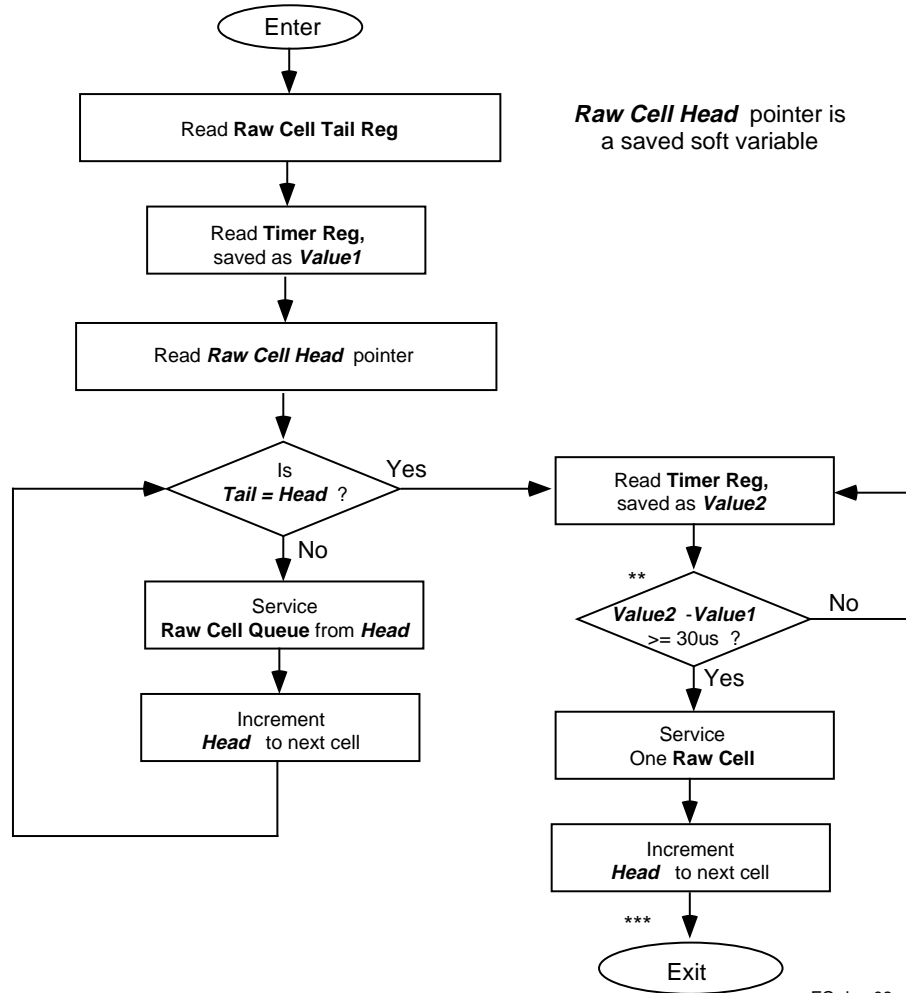 Enter
Read Raw Cell Tail Reg
Raw Cell Head pointer is
a saved soft variable
Read Timer Reg,
saved as Value1
Read Raw Cell Head pointer
Is
Tail = Head ?
Yes
No
Service
Raw Cell Queue from Head
Increment
Head to next cell
Read Timer Reg,
saved as Value2
**
Value2 -Value1
>= 30us ?
No
Yes
Service
One Raw Cell
Increment
Head to next cell
***
Exit